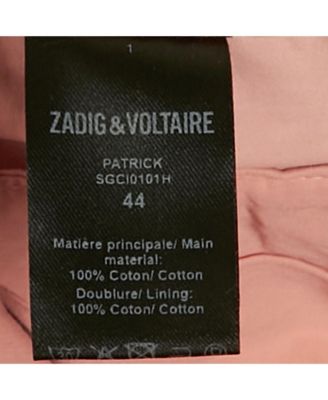 1
ZADIG&VOLTAIRE
PATRICK
SGCI0101H
44
Matière principale/ Main
material:
100% Coton/ Cotton
Doublure/ Lining:
100% Coton/ Cotton